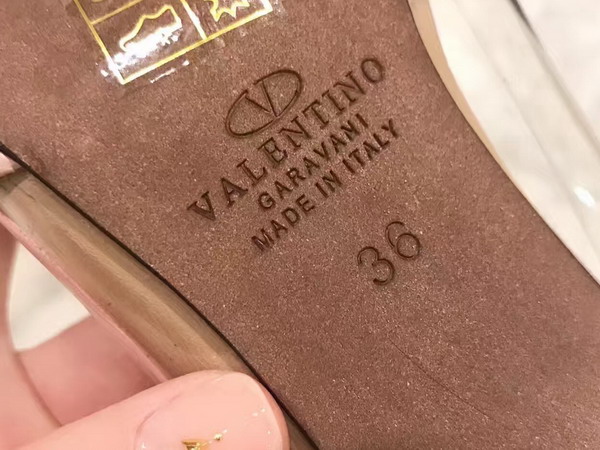 V
VALENTINO
GARAVANI
MADE IN ITALY
36